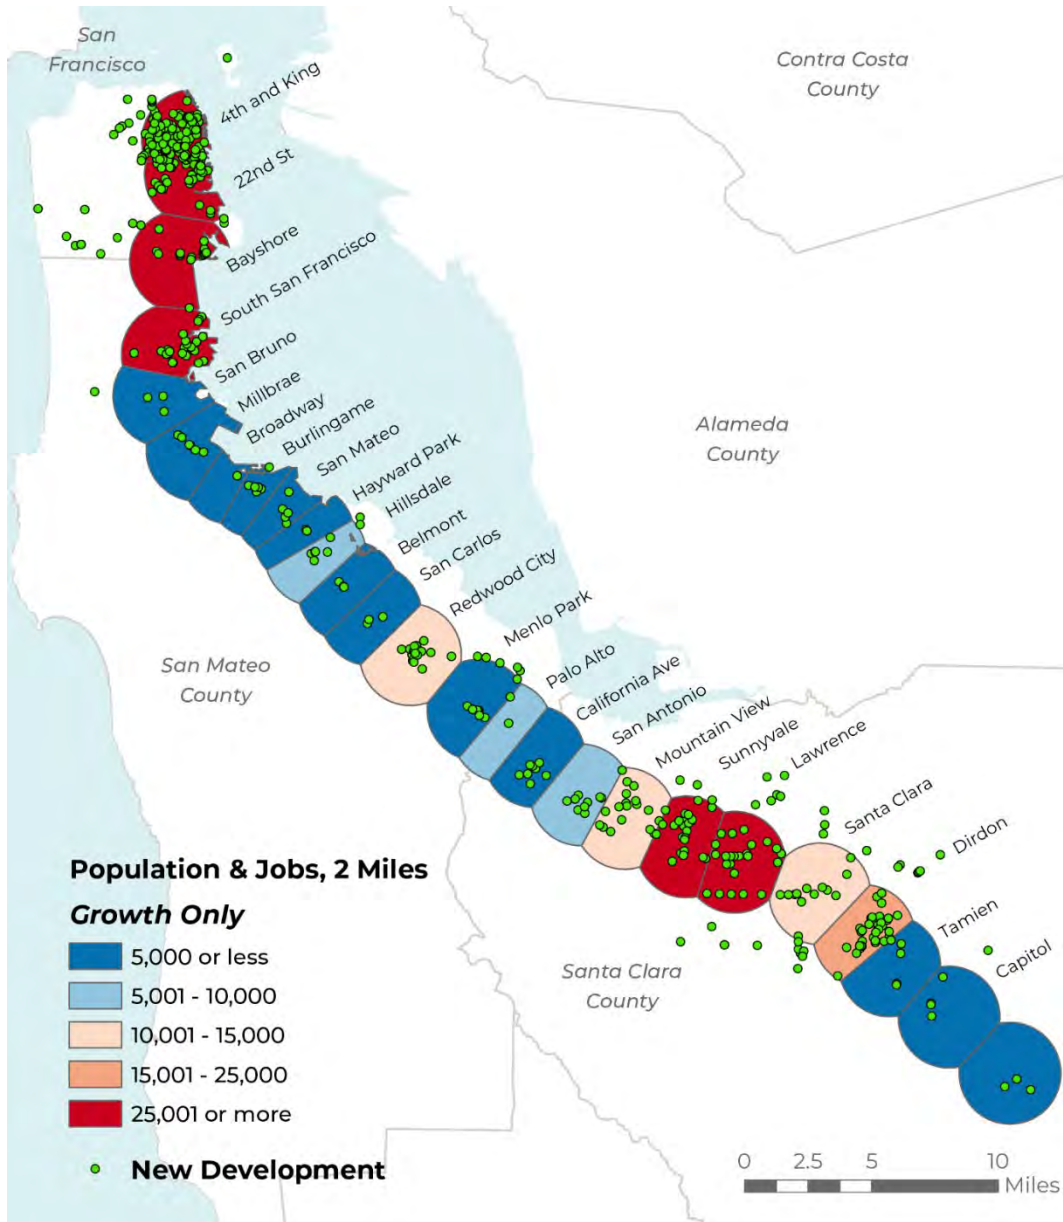 San
Francisco
Contra Costa
County
4th and King
22nd St
Bayshore
South San Francisco
San Bruno
Millbrae
Broadway
Burlingame
San Mateo
Hayward Park
Hillsdale
Belmont
San Carlos
Redwood City
Menlo Park
Palo Alto
California Ave
San Antonio
Mountain View
Sunnyvale
Lawrence
Santa Clara
Dirdon
Tamien
Capitol
Alameda
County
San Mateo
County
Santa Clara
County
Population & Jobs, 2 Miles
Growth Only
5,000 or less
5,001 - 10,000
10,001 - 15,000
15,001 - 25,000
25,001 or more
New Development
0 2.5 5 10
Miles